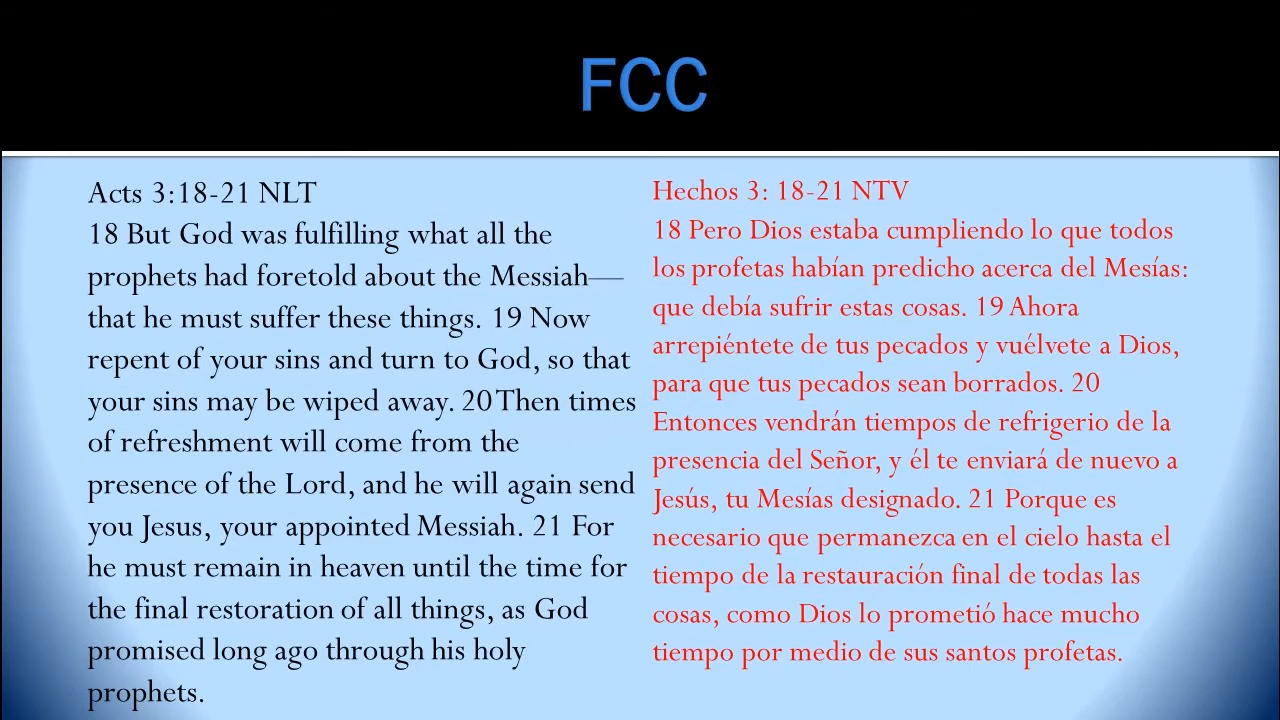 FCC
Acts 3:18-21 NLT
18 But God was fulfilling what all the
prophets had foretold about the Messiah—
that he must suffer these things. 19 Now
repent of your sins and turn to God, so that
your sins may be wiped away. 20 Then times
of refreshment will come from the
presence of the Lord, and he will again send
you Jesus, your appointed Messiah. 21 For
he must remain in heaven until the time for
the final restoration of all things, as God
promised long ago through his holy
prophets.
Hechos 3: 18-21 NTV
18 Pero Dios estaba cumpliendo lo que todos
los profetas habían predicho acerca del Mesías:
que debía sufrir estas cosas. 19 Ahora
arrepiéntete de tus pecados y vuélvete a Dios,
para que tus pecados sean borrados. 20
Entonces vendrán tiempos de refrigerio de la
presencia del Señor, y él te enviará de nuevo a
Jesús, tu Mesías designado. 21 Porque es
necesario que permanezca en el cielo hasta el
tiempo de la restauración final de todas las
cosas, como Dios lo prometió hace mucho
tiempo por medio de sus santos profetas.